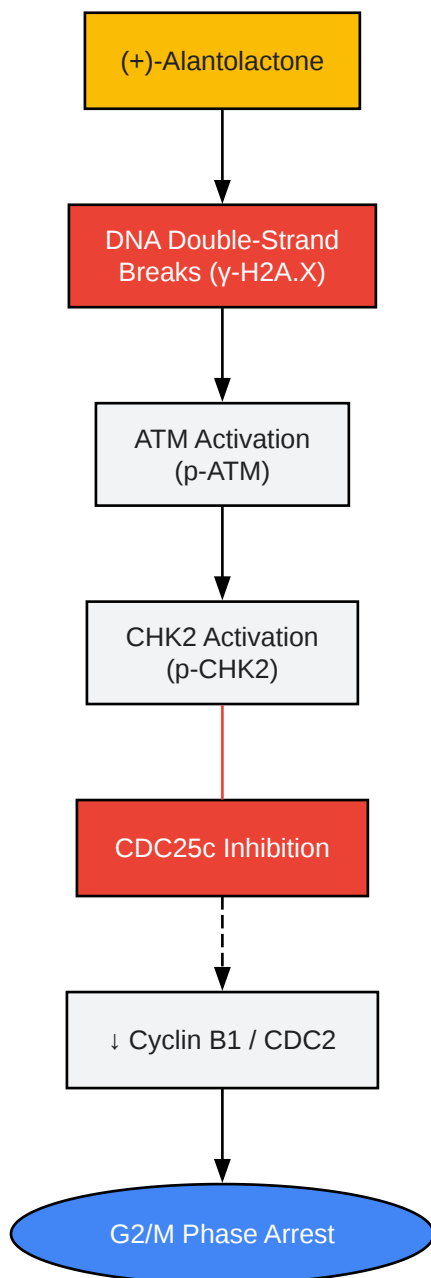 (+)-Alantolactone
DNA Double-Strand
Breaks (γ-H2A.X)
ATM Activation
(p-ATM)
CHK2 Activation
(p-CHK2)
CDC25c Inhibition
↓ Cyclin B1 / CDC2
G2/M Phase Arrest